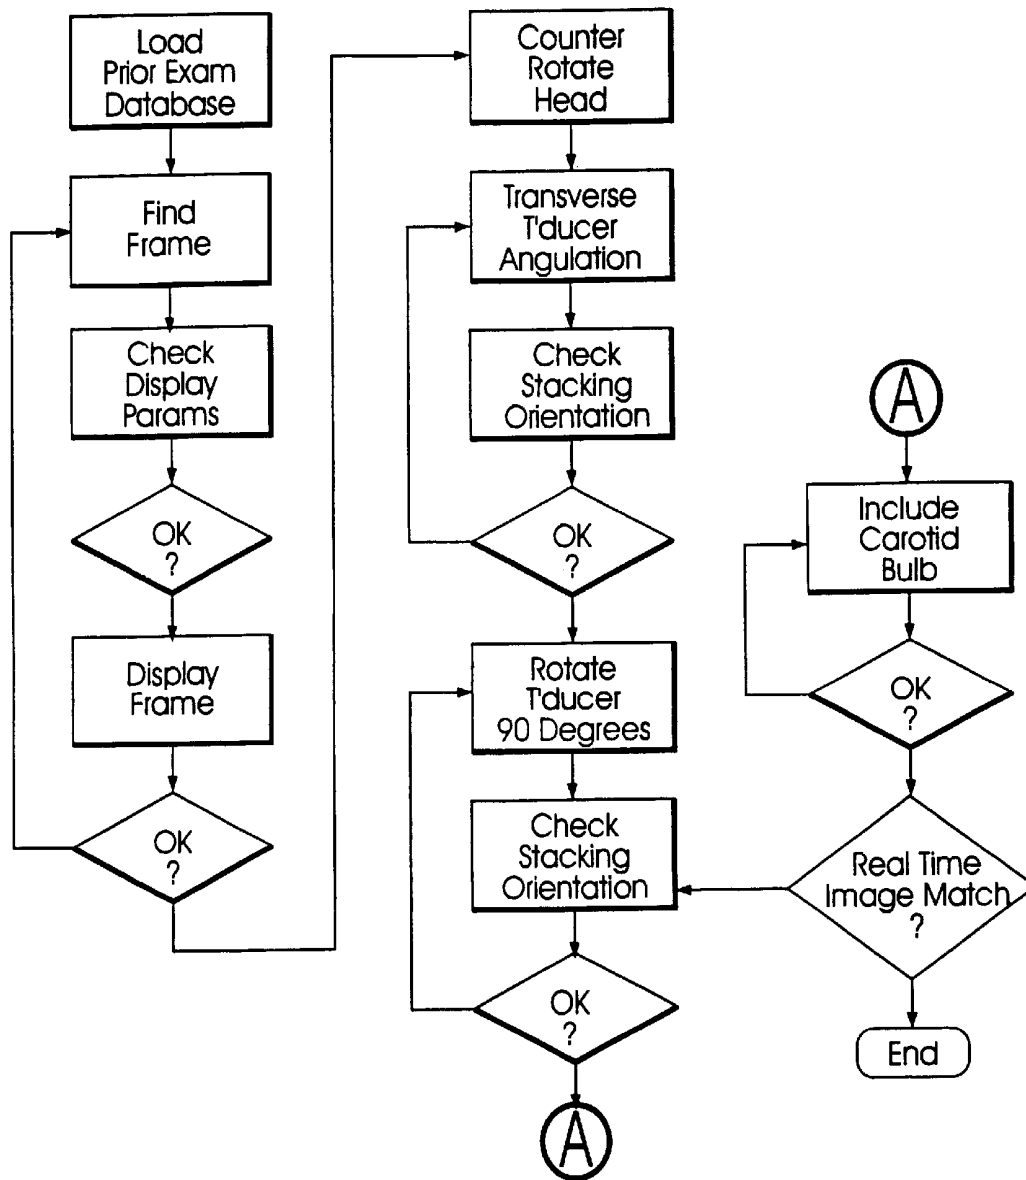 Load
Prior Exam
Database
Find
Frame
Check
Display
Params
OK
?
Display
Frame
OK
?
Counter
Rotate
Head
Transverse
T'ducer
Angulation
Check
Stacking
Orientation
OK
?
Rotate
T'ducer
90 Degrees
Check
Stacking
Orientation
OK
?
A
A
Include
Carotid
Bulb
OK
?
Real Time
Image Match
?
End